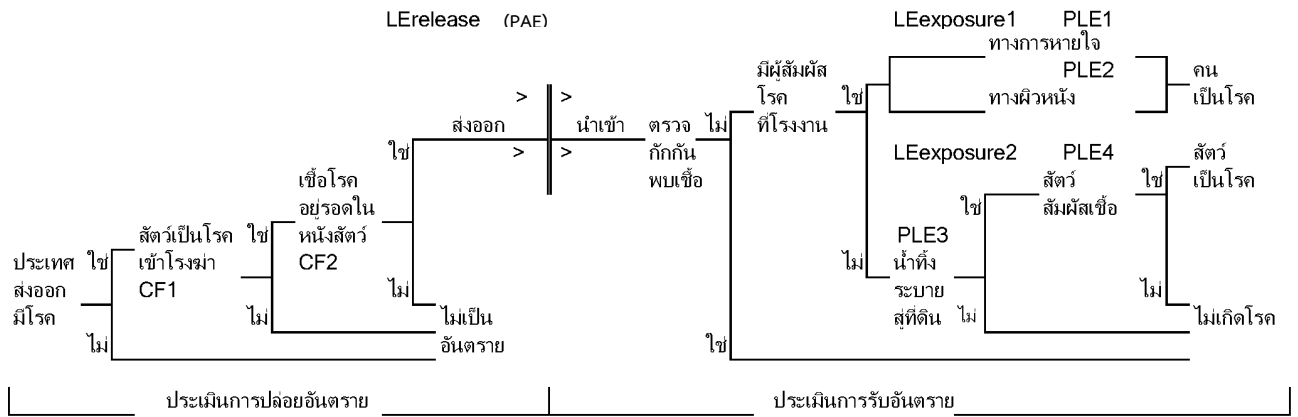 LErelease (PAE)
LEexposure1 PLE1
ทางการหายใจ
PLE2
ทางผิวหนัง
คน
เป็นโรค
มีผู้สัมผัส
โรค
ที่โรงงาน
ใช่
> >
ส่งออก
> >
นำเข้า
ตรวจ
กักกัน
พบเชื้อ
ไม่
ใช่
LEexposure2 PLE4
สัตว์
สัมผัสเชื้อ
ใช่
สัตว์
เป็นโรค
ใช่
เชื้อโรค
อยู่รอดใน
หนังสัตว์
CF2
ใช่
สัตว์เป็นโรค
เข้าโรงฆ่า
CF1
ใช่
ประเทศ
ส่งออก
มีโรค
ไม่
ไม่
ไม่
ไม่เป็น
อันตราย
ไม่
PLE3
น้ำทิ้ง
ระบาย
สู่ที่ดิน
ไม่
ไม่
ไม่เกิดโรค
ใช่
ประเมินการปล่อยอันตราย
ประเมินการรับอันตราย